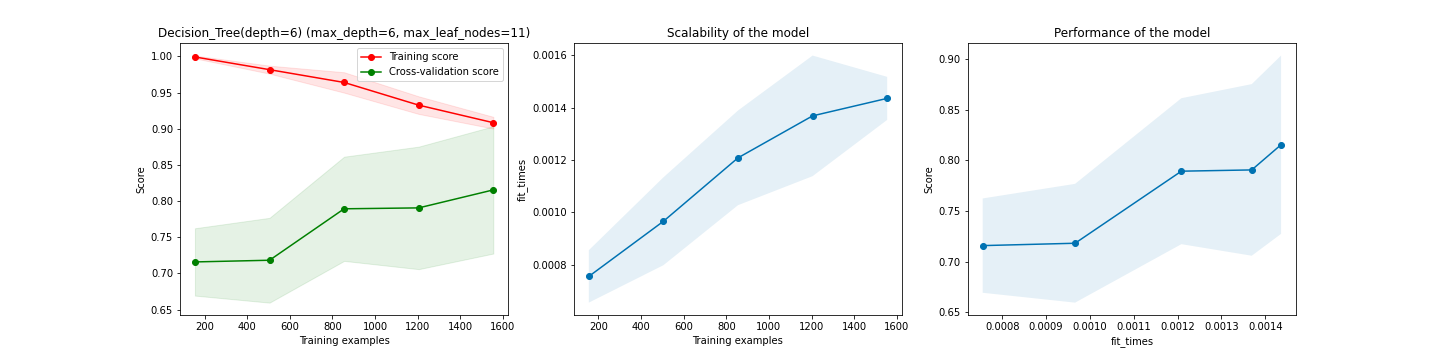 Decision_Tree(depth=6) (max_depth=6, max_leaf_nodes=11)
Training score
Cross-validation score
1.00
0.95
0.90
0.85
0.80
0.75
0.70
0.65
Score
200 400 600 800 1000 1200 1400 1600
Training examples
Scalability of the model
0.0016
0.0014
0.0012
0.0010
0.0008
fit_times
200 400 600 800 1000 1200 1400 1600
Training examples
Performance of the model
0.90
0.85
0.80
0.75
0.70
0.65
Score
0.0008 0.0009 0.0010 0.0011 0.0012 0.0013 0.0014
fit_times